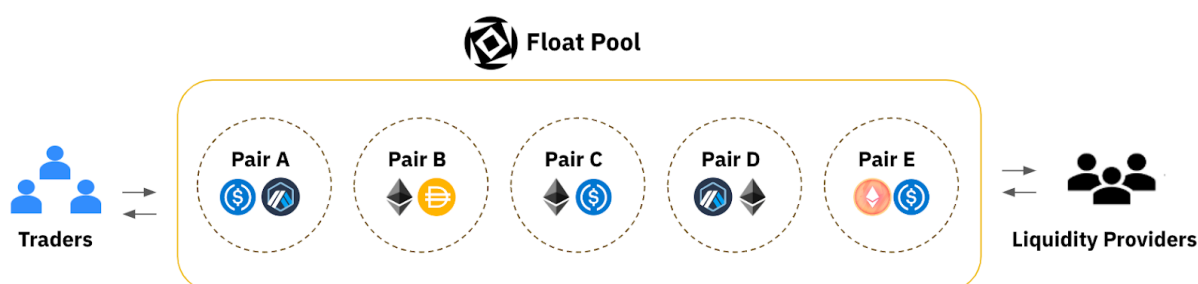 Float Pool
Pair A
Pair B
Pair C
Pair D
Pair E
Traders
Liquidity Providers